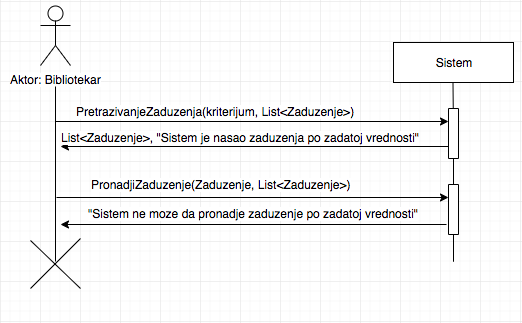 Aktor: Bibliotekar
Sistem
PretrazivanjeZaduzenja(kriterijum, List<Zaduzenje>)
List<Zaduzenje>, "Sistem je nasao zaduzenja po zadatoj vrednosti"
PronadjiZaduzenje(Zaduzenje, List<Zaduzenje>)
"Sistem ne moze da pronadje zaduzenje po zadatoj vrednosti"